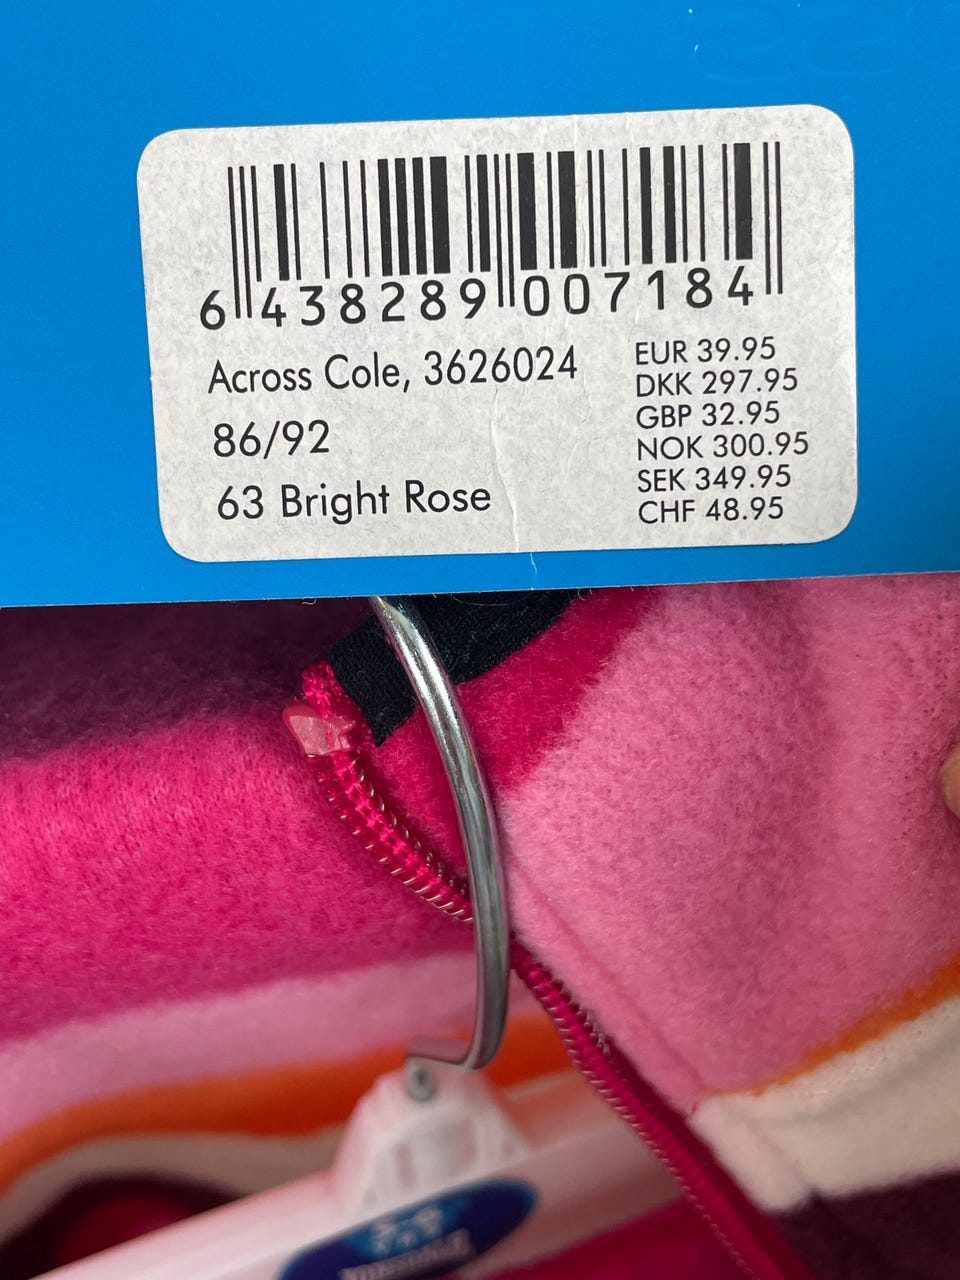 6 438289 007184
Across Cole, 3626024
86/92
63 Bright Rose
EUR 39.95
DKK 297.95
GBP 32.95
NOK 300.95
SEK 349.95
CHF 48.95